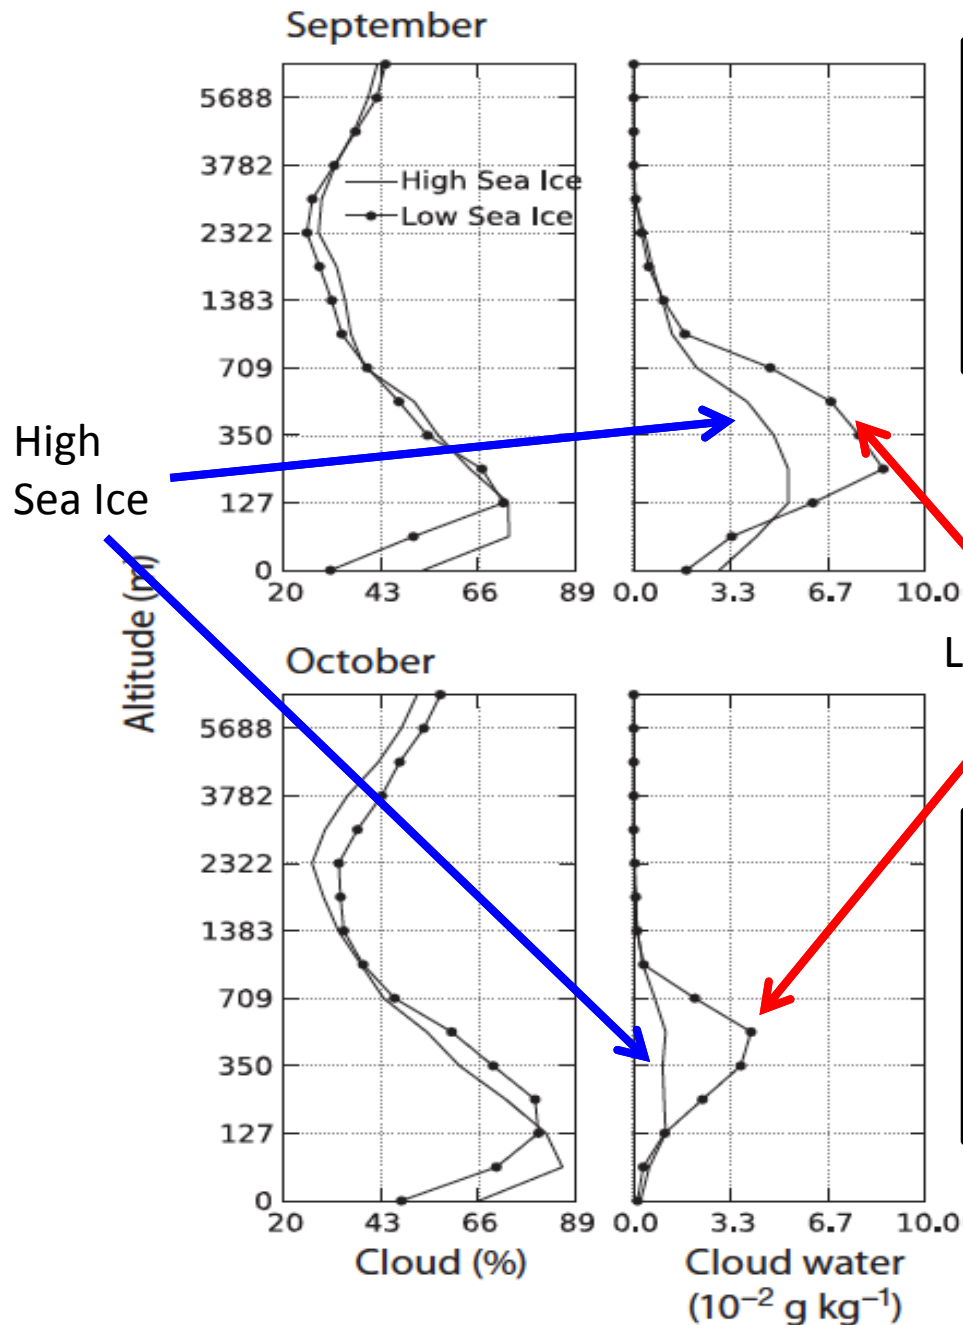 September
5688
3782
2322
1383
709
350
127
0
High Sea Ice
Low Sea Ice
20 43 66 89
0.0 3.3 6.7 10.0
High
Sea Ice
Altitude (m)
L
October
5688
3782
2322
1383
709
350
127
0
20 43 66 89
0.0 3.3 6.7 10.0
Cloud (%)
Cloud water
(10⁻² g kg⁻¹)